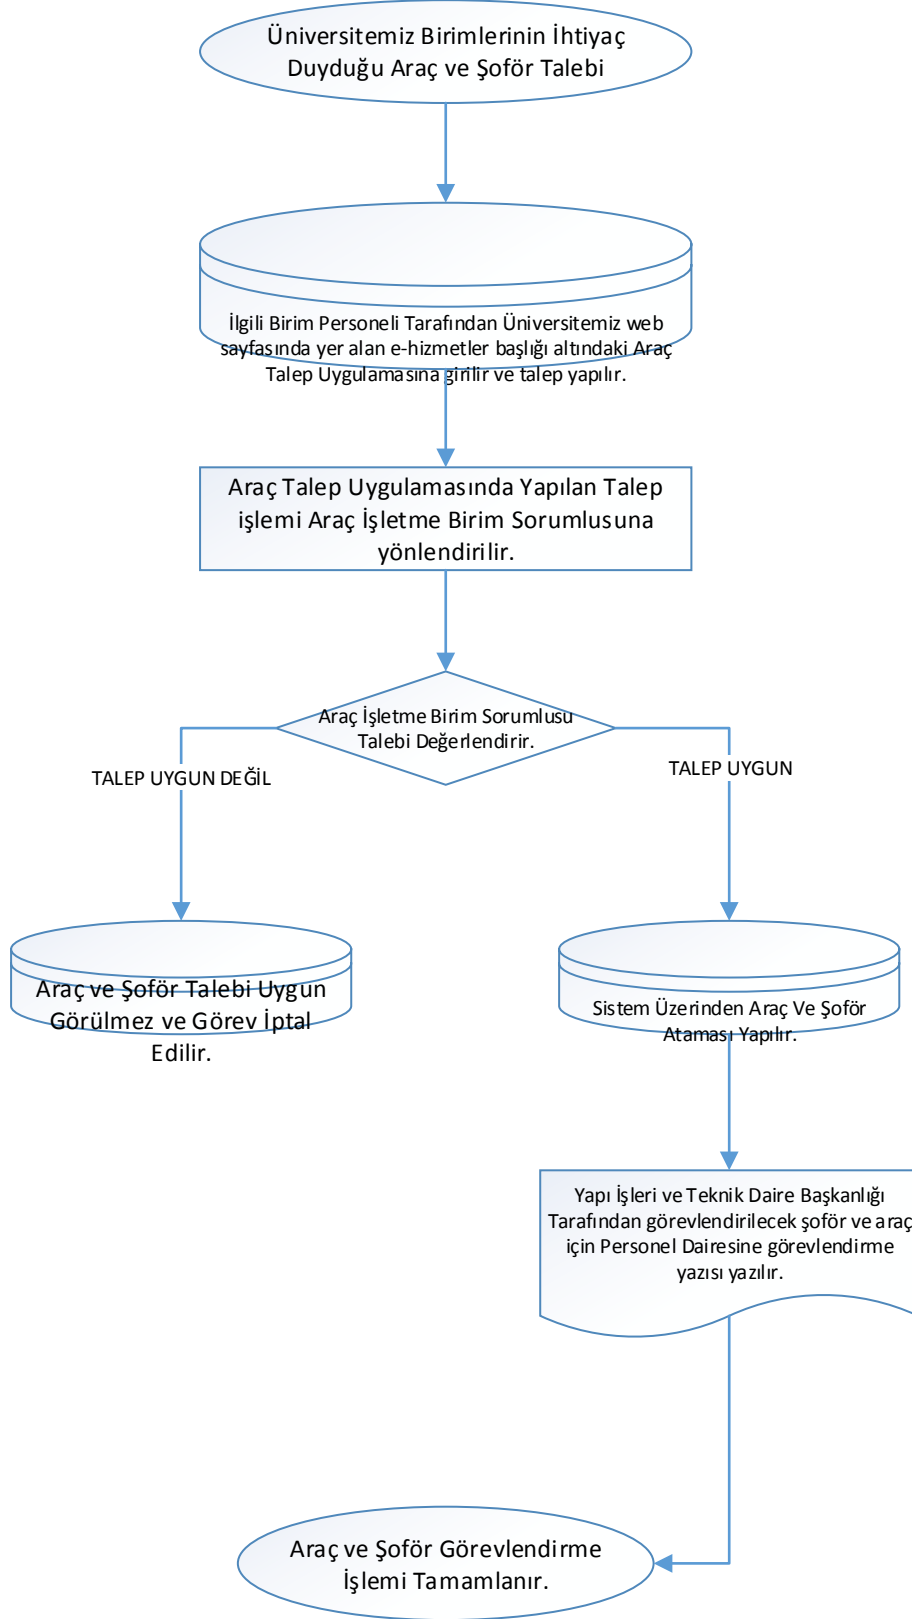 Üniversitemiz Birimlerinin İhtiyaç
Duyduğu Araç ve Şoför Talebi
İlgili Birim Personeli Tarafından Üniversitemiz web
sayfasında yer alan e-hizmetler başlığı altındaki Araç
Talep Uygulamasına girilir ve talep yapılır.
Araç Talep Uygulamasında Yapılan Talep
işlemi Araç İşletme Birim Sorumlusuna
yönlendirilir.
Araç İşletme Birim Sorumlusu
Talebi Değerlendirir.
TALEP UYGUN DEĞİL
TALEP UYGUN
Araç ve Şoför Talebi Uygun
Görülmez ve Görev İptal
Edilir.
Sistem Üzerinden Araç Ve Şoför
Ataması Yapılır.
Yapı İşleri ve Teknik Daire Başkanlığı
Tarafından görevlendirilecek şoför ve araç
için Personel Dairesine görevlendirme
yazısı yazılır.
Araç ve Şoför Görevlendirme
İşlemi Tamamlanır.